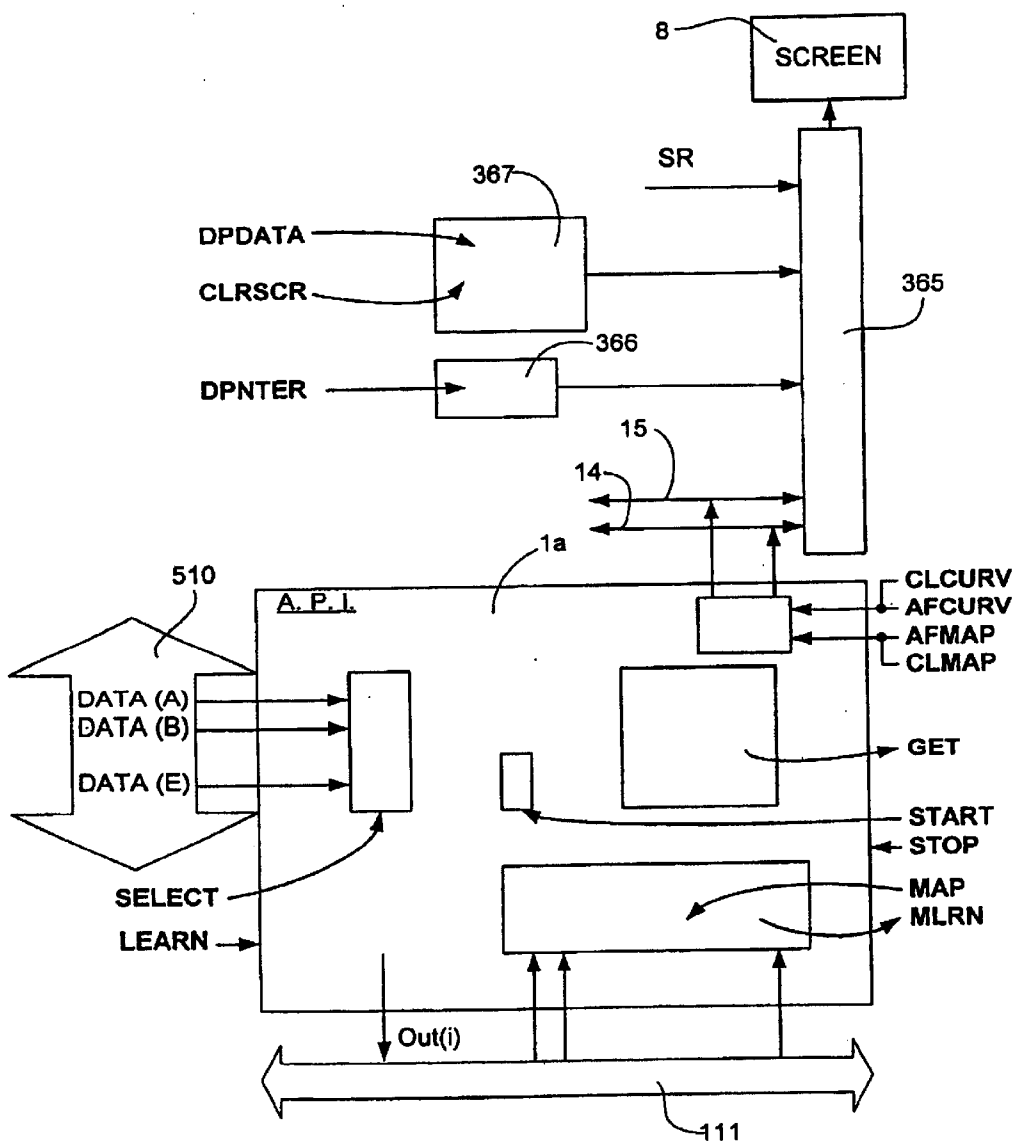 8
SCREEN
SR
367
DPDATA
CLRSCR
365
366
DPNTER
15
14
1a
510
A. P. I.
CLCURV
AFCURV
AFMAP
CLMAP
DATA (A)
DATA (B)
DATA (E)
GET
START
STOP
SELECT
MAP
LEARN
MLRN
Out(i)
111